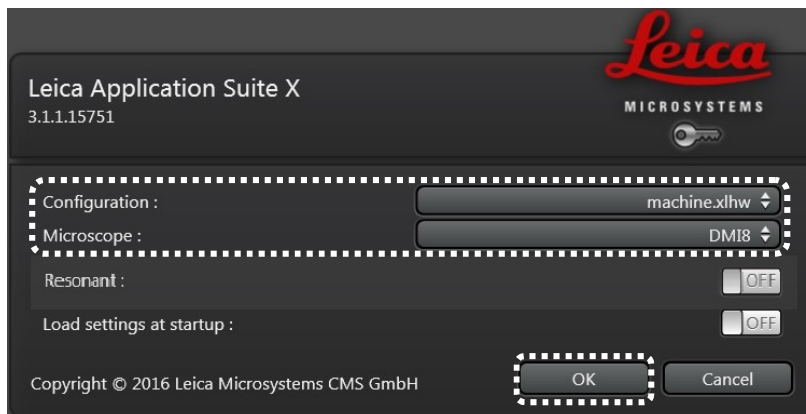 Leica
Leica Application Suite X
3.1.1.15751
MICROSYSTEMS
Configuration : machine.xlhw
Microscope : DMI8
Resonant : OFF
Load settings at startup : OFF
Copyright © 2016 Leica Microsystems CMS GmbH OK Cancel